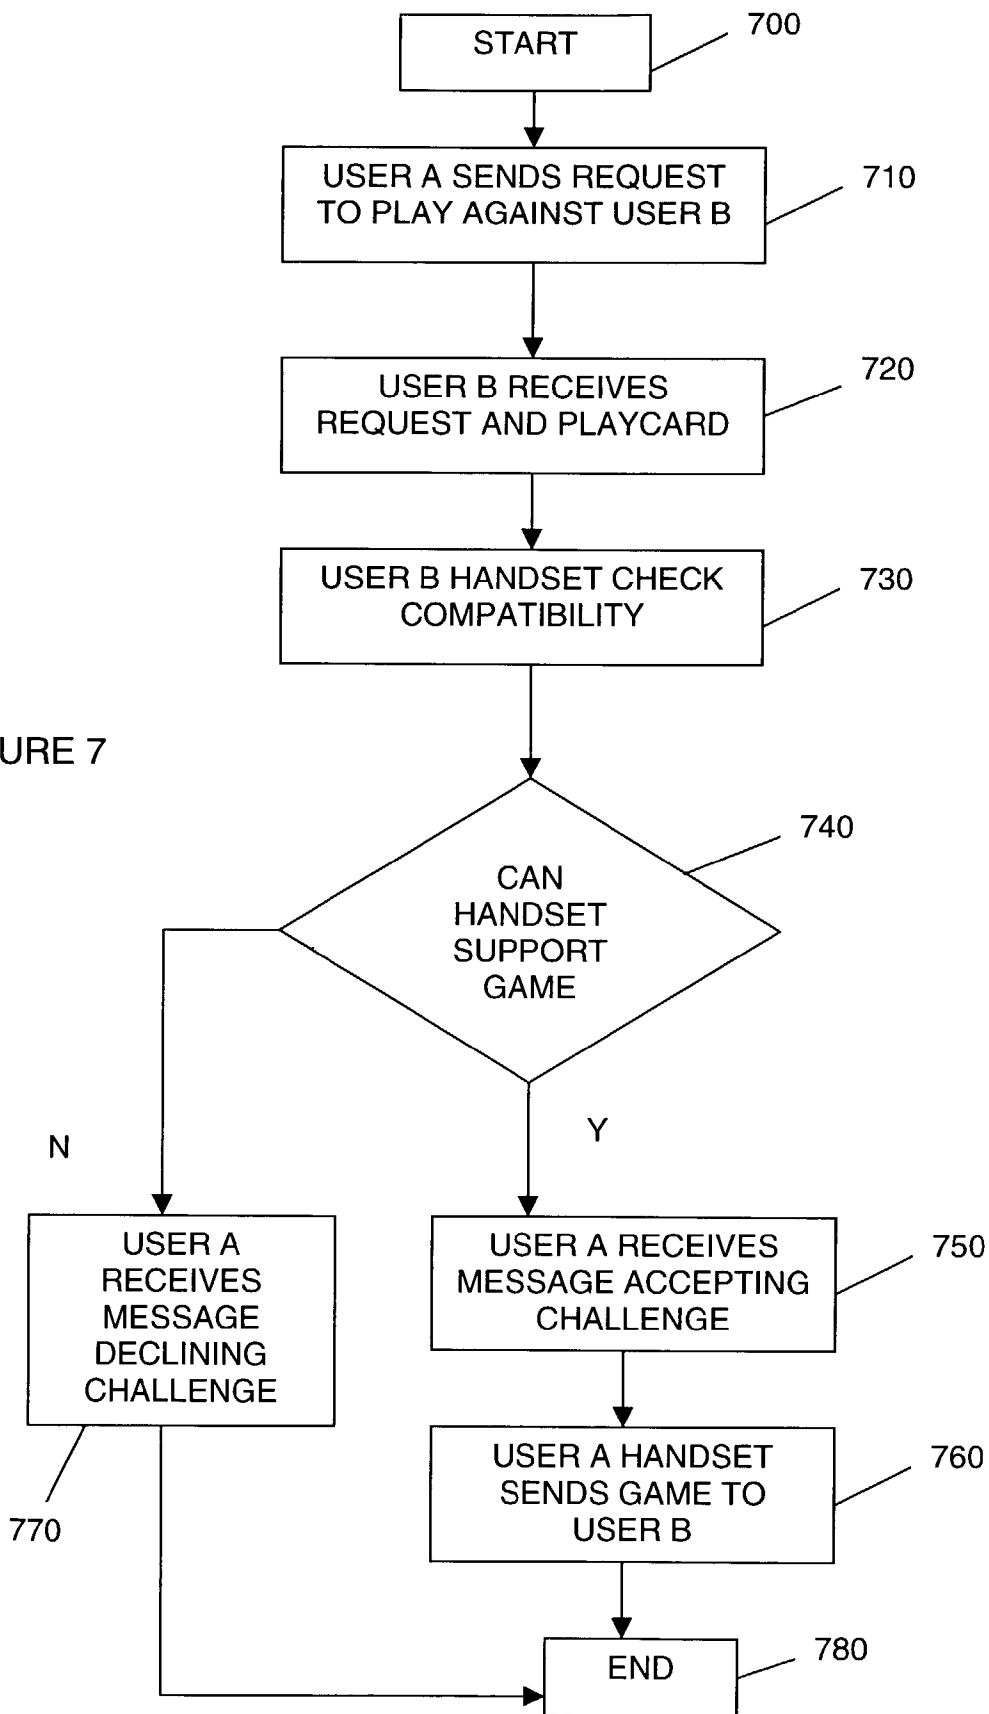 START
700
USER A SENDS REQUEST
TO PLAY AGAINST USER B
710
USER B RECEIVES
REQUEST AND PLAYCARD
720
USER B HANDSET CHECK
COMPATIBILITY
730
URE 7
740
CAN
HANDSET
SUPPORT
GAME
N
Y
USER A
RECEIVES
MESSAGE
DECLINING
CHALLENGE
770
USER A RECEIVES
MESSAGE ACCEPTING
CHALLENGE
750
USER A HANDSET
SENDS GAME TO
USER B
760
END
780